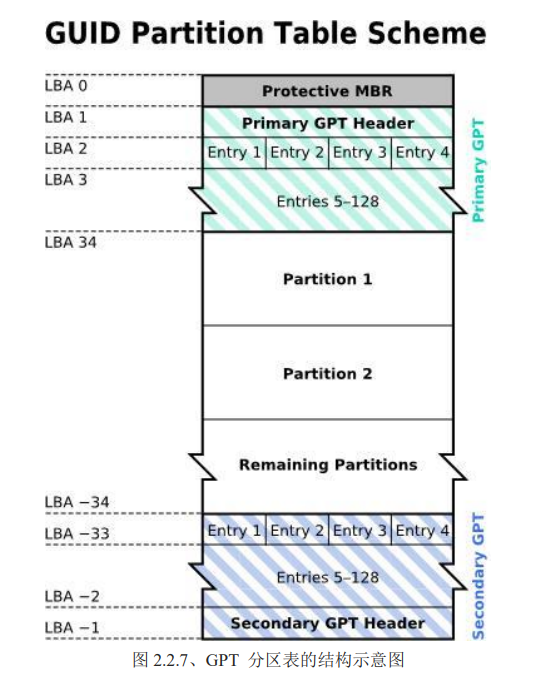 GUID Partition Table Scheme
LBA 0
Protective MBR
LBA 1
Primary GPT Header
LBA 2
Entry 1 Entry 2 Entry 3 Entry 4
LBA 3
Entries 5–128
Primary GPT
LBA 34
Partition 1
Partition 2
Remaining Partitions
LBA −34
LBA −33
Entry 1 Entry 2 Entry 3 Entry 4
Entries 5–128
LBA −2
Secondary GPT Header
LBA −1
Secondary GPT
图 2.2.7、GPT 分区表的结构示意图